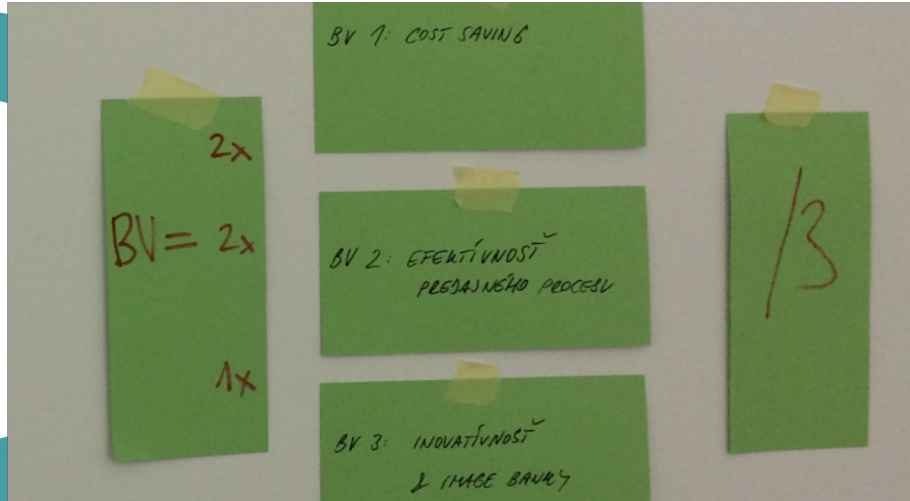 BV 1: COST SAVING
2x
BV = 2x
1x
BV 2: EFEKTÍVNOSŤ
PREDAJNÉHO PROCESU
/3
BV 3: INOVATÍVNOSŤ
& IMAGE BANKY